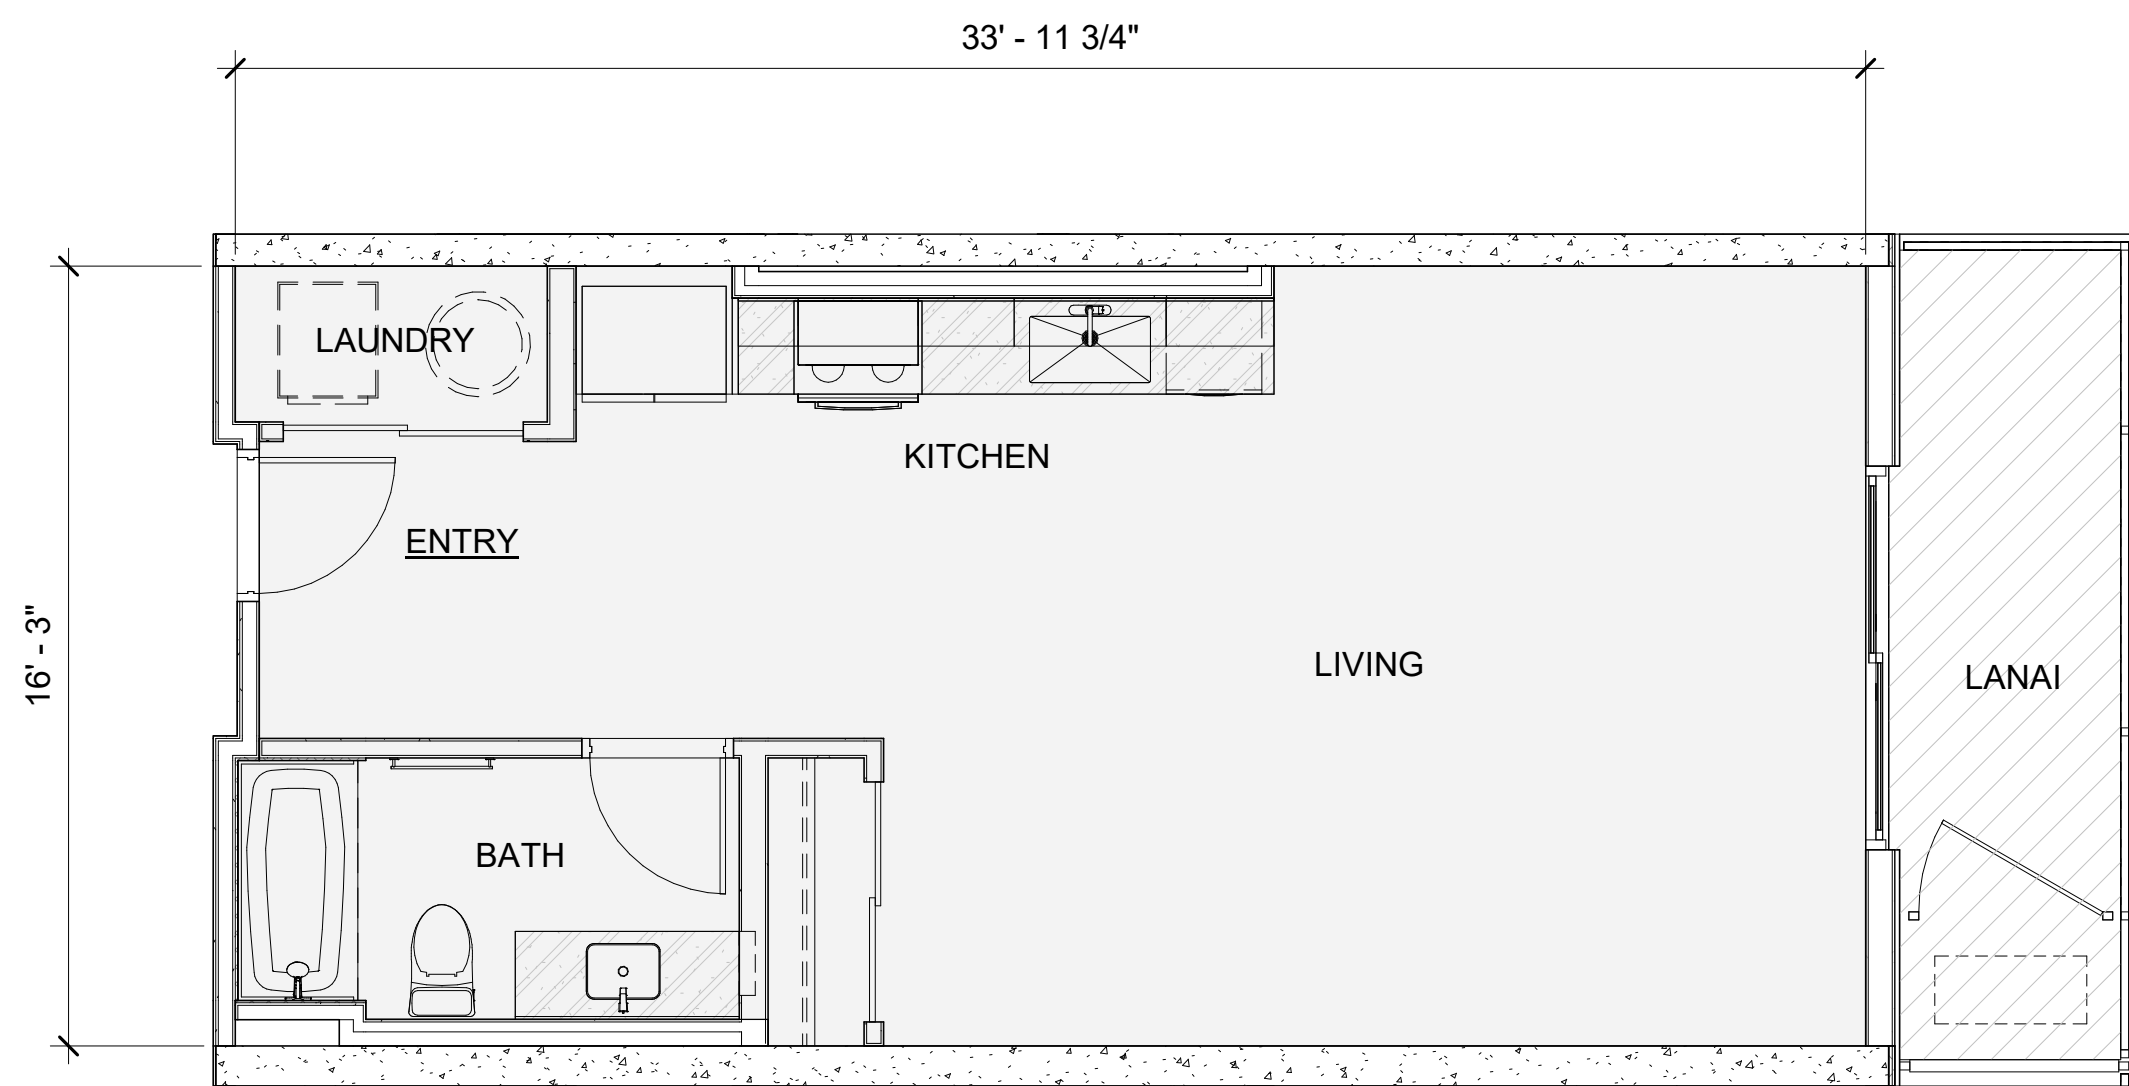 33' - 11 3/4"
LAUNDRY
KITCHEN
ENTRY
16' - 3"
LIVING
LANAI
BATH